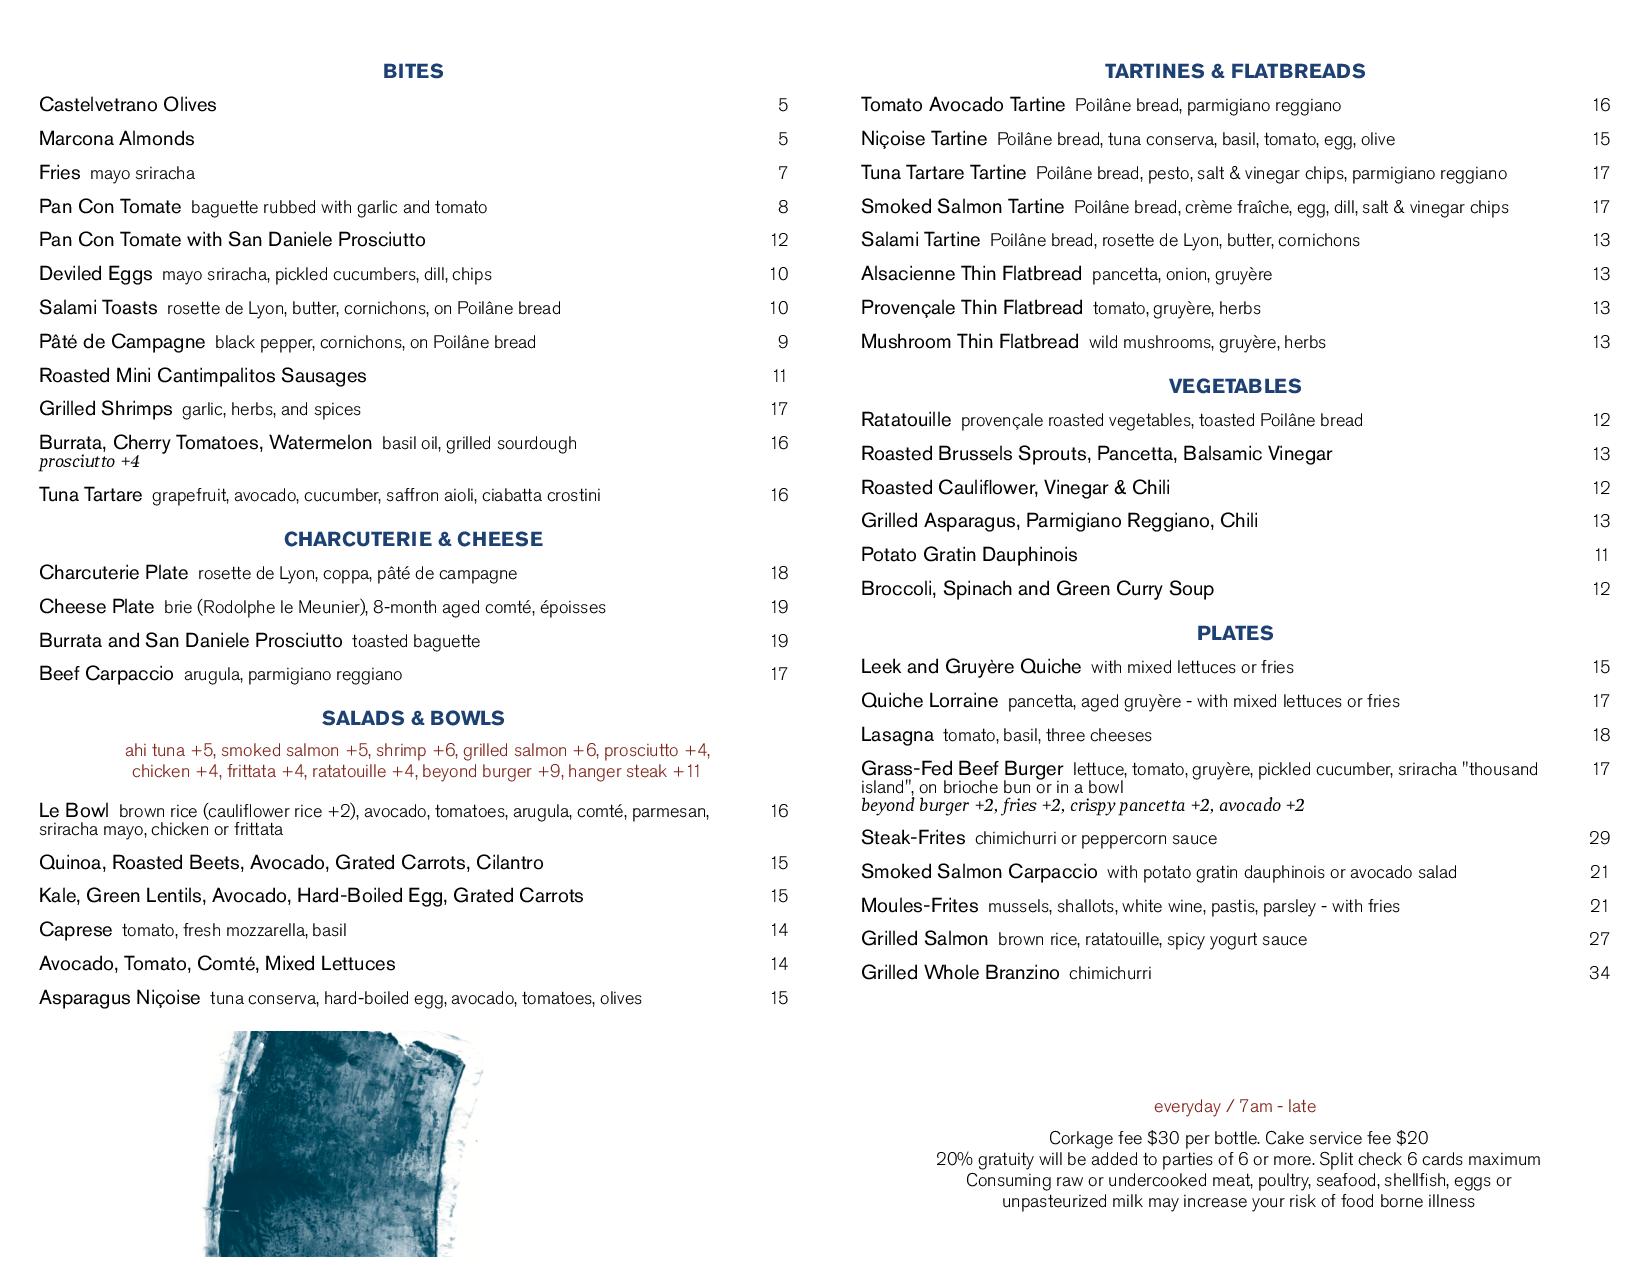 BITES
Castelvetrano Olives 5
Marcona Almonds 5
Fries mayo sriracha 7
Pan Con Tomate baguette rubbed with garlic and tomato 8
Pan Con Tomate with San Daniele Prosciutto 12
Deviled Eggs mayo sriracha, pickled cucumbers, dill, chips 10
Salami Toasts rosette de Lyon, butter, cornichons, on Poilâne bread 10
Pâté de Campagne black pepper, cornichons, on Poilâne bread 9
Roasted Mini Cantimpalitos Sausages 11
Grilled Shrimps garlic, herbs, and spices 17
Burrata, Cherry Tomatoes, Watermelon basil oil, grilled sourdough 16
prosciutto +4
Tuna Tartare grapefruit, avocado, cucumber, saffron aioli, ciabatta crostini 16
CHARCUTERIE & CHEESE
Charcuterie Plate rosette de Lyon, coppa, pâté de campagne 18
Cheese Plate brie (Rodolphe le Meunier), 8-month aged comté, époisses 19
Burrata and San Daniele Prosciutto toasted baguette 19
Beef Carpaccio arugula, parmigiano reggiano 17
SALADS & BOWLS
ahi tuna +5, smoked salmon +5, shrimp +6, grilled salmon +6, prosciutto +4,
chicken +4, frittata +4, ratatouille +4, beyond burger +9, hanger steak +11
Le Bowl brown rice (cauliflower rice +2), avocado, tomatoes, arugula, comté, parmesan, 16
sriracha mayo, chicken or frittata
Quinoa, Roasted Beets, Avocado, Grated Carrots, Cilantro 15
Kale, Green Lentils, Avocado, Hard-Boiled Egg, Grated Carrots 15
Caprese tomato, fresh mozzarella, basil 14
Avocado, Tomato, Comté, Mixed Lettuces 14
Asparagus Niçoise tuna conserva, hard-boiled egg, avocado, tomatoes, olives 15
TARTINES & FLATBREADS
Tomato Avocado Tartine Poilâne bread, parmigiano reggiano 16
Niçoise Tartine Poilâne bread, tuna conserva, basil, tomato, egg, olive 15
Tuna Tartare Tartine Poilâne bread, pesto, salt & vinegar chips, parmigiano reggiano 17
Smoked Salmon Tartine Poilâne bread, crème fraîche, egg, dill, salt & vinegar chips 17
Salami Tartine Poilâne bread, rosette de Lyon, butter, cornichons 13
Alsacienne Thin Flatbread pancetta, onion, gruyère 13
Provençale Thin Flatbread tomato, gruyère, herbs 13
Mushroom Thin Flatbread wild mushrooms, gruyère, herbs 13
VEGETABLES
Ratatouille provençale roasted vegetables, toasted Poilâne bread 12
Roasted Brussels Sprouts, Pancetta, Balsamic Vinegar 13
Roasted Cauliflower, Vinegar & Chili 12
Grilled Asparagus, Parmigiano Reggiano, Chili 13
Potato Gratin Dauphinois 11
Broccoli, Spinach and Green Curry Soup 12
PLATES
Leek and Gruyère Quiche with mixed lettuces or fries 15
Quiche Lorraine pancetta, aged gruyère - with mixed lettuces or fries 17
Lasagna tomato, basil, three cheeses 18
Grass-Fed Beef Burger lettuce, tomato, gruyère, pickled cucumber, sriracha "thousand 17
island", on brioche bun or in a bowl
beyond burger +2, fries +2, crispy pancetta +2, avocado +2
Steak-Frites chimichurri or peppercorn sauce 29
Smoked Salmon Carpaccio with potato gratin dauphinois or avocado salad 21
Moules-Frites mussels, shallots, white wine, pastis, parsley - with fries 21
Grilled Salmon brown rice, ratatouille, spicy yogurt sauce 27
Grilled Whole Branzino chimichurri 34
everyday / 7am - late
Corkage fee $30 per bottle. Cake service fee $20
20% gratuity will be added to parties of 6 or more. Split check 6 cards maximum
Consuming raw or undercooked meat, poultry, seafood, shellfish, eggs or
unpasteurized milk may increase your risk of food borne illness